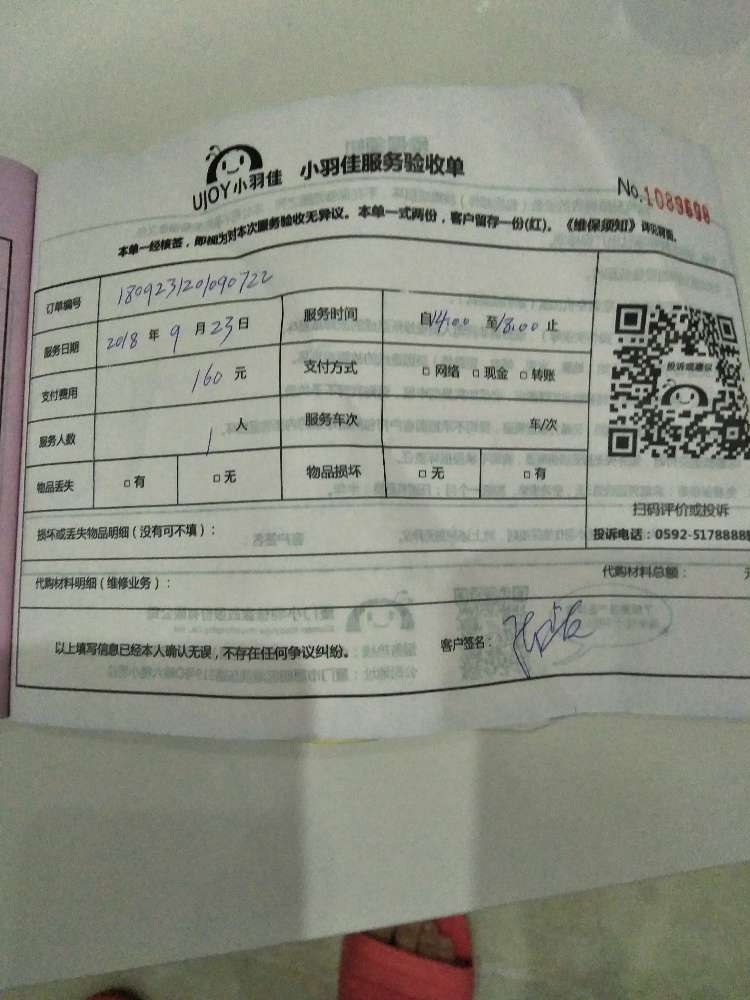 UJOY小羽佳 小羽佳服务验收单
No.1089698
本单一经核签，即视为对本次服务验收无异议。本单一式两份，客户留存一份(红)。《维保须知》详见背面。
订单编号 1809231201090722
服务日期 2018 年 9 月 23 日 服务时间 自14:00 至18:00 止
支付费用 160 元 支付方式 □ 网络 □ 现金 □ 转账
服务人数 1 人 服务车次 车/次
物品丢失 □ 有 □ 无 物品损坏 □ 无 □ 有
投诉或建议
扫码评价或投诉
投诉电话：0592-5178888
损坏或丢失物品明细（没有可不填）：
代购材料明细（维修业务）： 代购材料总额： 元
以上填写信息已经本人确认无误，不存在任何争议纠纷。 客户签名：